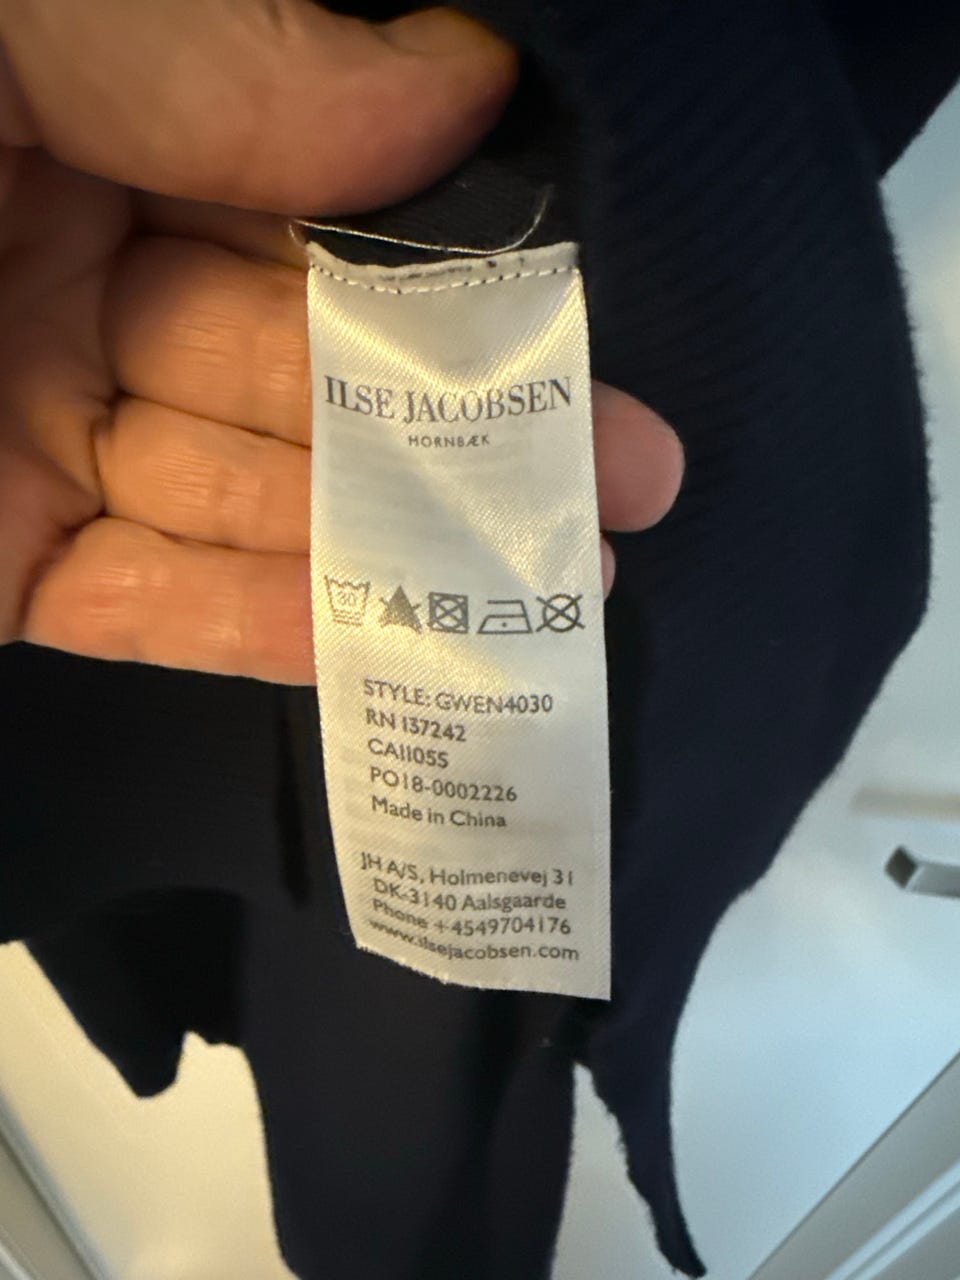 ILSE JACOBSEN
HORNBÆK
30
STYLE: GWEN4030
RN 137242
CA11055
PO18-0002226
Made in China
JH A/S, Holmenevej 31
DK-3140 Aalsgaarde
Phone +4549704176
www.ilsejacobsen.com